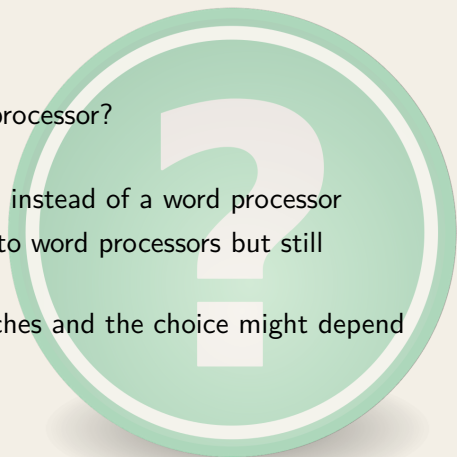 processor?
instead of a word processor
to word processors but still
ches and the choice might depend
?